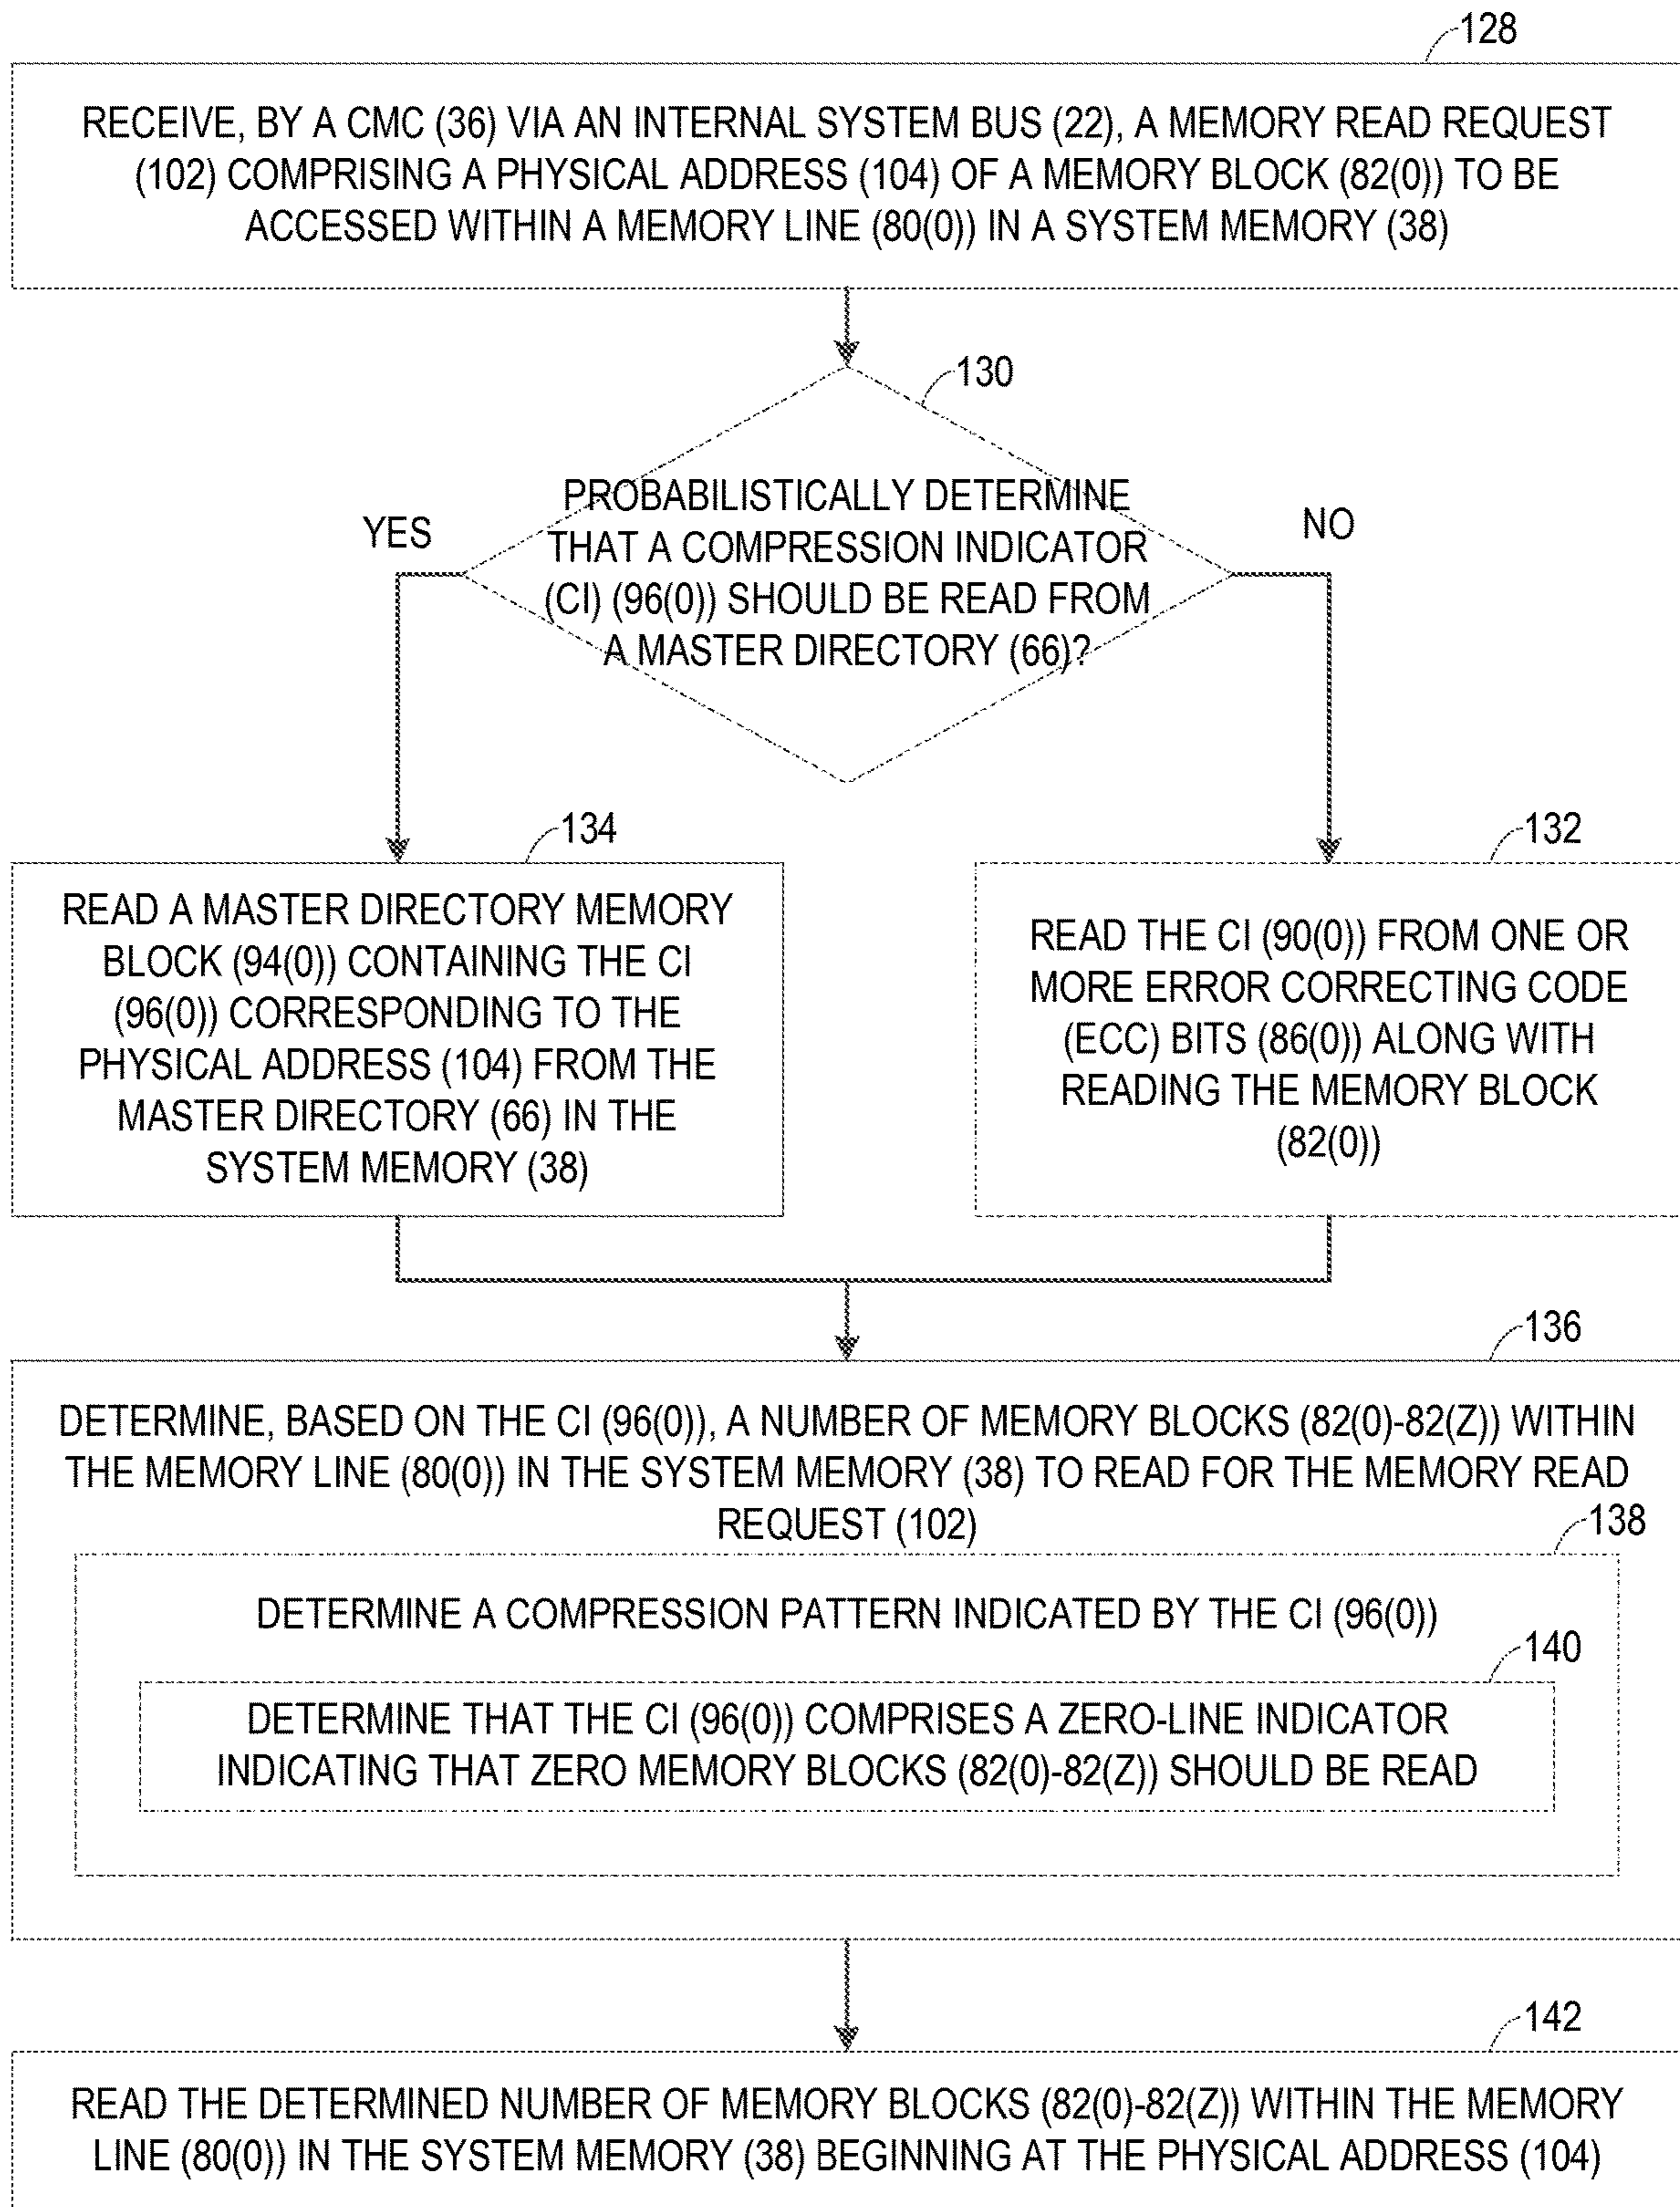 128
RECEIVE, BY A CMC (36) VIA AN INTERNAL SYSTEM BUS (22), A MEMORY READ REQUEST
(102) COMPRISING A PHYSICAL ADDRESS (104) OF A MEMORY BLOCK (82(0)) TO BE
ACCESSED WITHIN A MEMORY LINE (80(0)) IN A SYSTEM MEMORY (38)
130
PROBABILISTICALLY DETERMINE
THAT A COMPRESSION INDICATOR
(CI) (96(0)) SHOULD BE READ FROM
A MASTER DIRECTORY (66)?
YES
NO
134
READ A MASTER DIRECTORY MEMORY
BLOCK (94(0)) CONTAINING THE CI
(96(0)) CORRESPONDING TO THE
PHYSICAL ADDRESS (104) FROM THE
MASTER DIRECTORY (66) IN THE
SYSTEM MEMORY (38)
132
READ THE CI (90(0)) FROM ONE OR
MORE ERROR CORRECTING CODE
(ECC) BITS (86(0)) ALONG WITH
READING THE MEMORY BLOCK
(82(0))
136
DETERMINE, BASED ON THE CI (96(0)), A NUMBER OF MEMORY BLOCKS (82(0)-82(Z)) WITHIN
THE MEMORY LINE (80(0)) IN THE SYSTEM MEMORY (38) TO READ FOR THE MEMORY READ
REQUEST (102)
138
DETERMINE A COMPRESSION PATTERN INDICATED BY THE CI (96(0))
140
DETERMINE THAT THE CI (96(0)) COMPRISES A ZERO-LINE INDICATOR
INDICATING THAT ZERO MEMORY BLOCKS (82(0)-82(Z)) SHOULD BE READ
142
READ THE DETERMINED NUMBER OF MEMORY BLOCKS (82(0)-82(Z)) WITHIN THE MEMORY
LINE (80(0)) IN THE SYSTEM MEMORY (38) BEGINNING AT THE PHYSICAL ADDRESS (104)